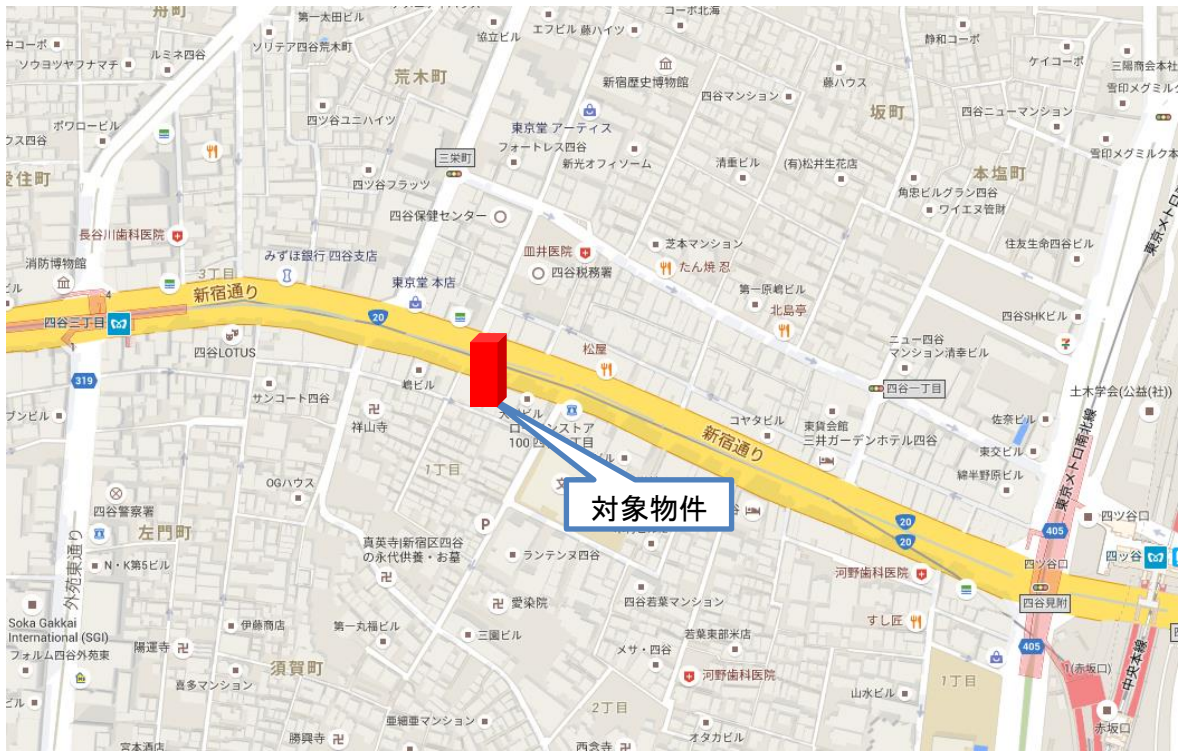 舟町
第一太田ビル
ソリテア四谷荒木町
協立ビル
エフビル
藤ハイツ
コーポ北海
静和コーポ
ケイコーポ
三陽商会本社
雪印メグミルク
中コーポ
ソウヨツヤフナマチ
ルミネ四谷
荒木町
新宿歴史博物館
四谷マンション
藤ハウス
坂町
四谷ニューマンション
雪印メグミルク本
ポワロービル
ウス四谷
四ツ谷ユニハイツ
東京堂 アーティス
フォートレス四谷
三栄町
新光オフィソーム
清重ビル
(有)松井生花店
本塩町
愛住町
四ツ谷フラッツ
角忠ビルグラン四谷
ワイエヌ管財
四谷保健センター
長谷川歯科医院
消防博物館
みずほ銀行 四谷支店
皿井医院
四谷税務署
芝本マンション
たん焼 忍
住友生命四谷ビル
東京メトロ
3丁目
新宿通り
東京堂 本店
第一原嶋ビル
北島亭
四谷SHKビル
ビル
4
四谷三丁目
1
20
四谷LOTUS
松屋
ニュー四谷
マンション清幸ビル
319
嶋ビル
四谷一丁目
土木学会(公益(社))
ブンビル
サンコート四谷
祥山寺
100 四
丁目
コヤタビル
新宿通り
東貨会館
三井ガーデンホテル四谷
佐奈ビル
東交ビル
綿半野原ビル
東京メトロ南北線
1丁目
OGハウス
対象物件
四谷警察署
左門町
P
20
20
405
四ツ谷口
N・K第5ビル
外苑東通り
真英寺|新宿区四谷
の永代供養・お墓
ランテンヌ四谷
河野歯科医院
四ツ谷口
四ッ谷
四谷見附
Soka Gakkai
International (SGI)
フォルム四谷外苑東
伊藤商店
第一丸福ビル
愛染院
四谷若葉マンション
すし匠
陽運寺
三園ビル
若葉東部米店
405
メサ・四谷
須賀町
喜多マンション
河野歯科医院
1(赤坂口)
中央本線
1丁目
山水ビル
ビル
2丁目
亜細亜マンション
赤坂口
宮本酒店
勝興寺
西念寺
オタカビル